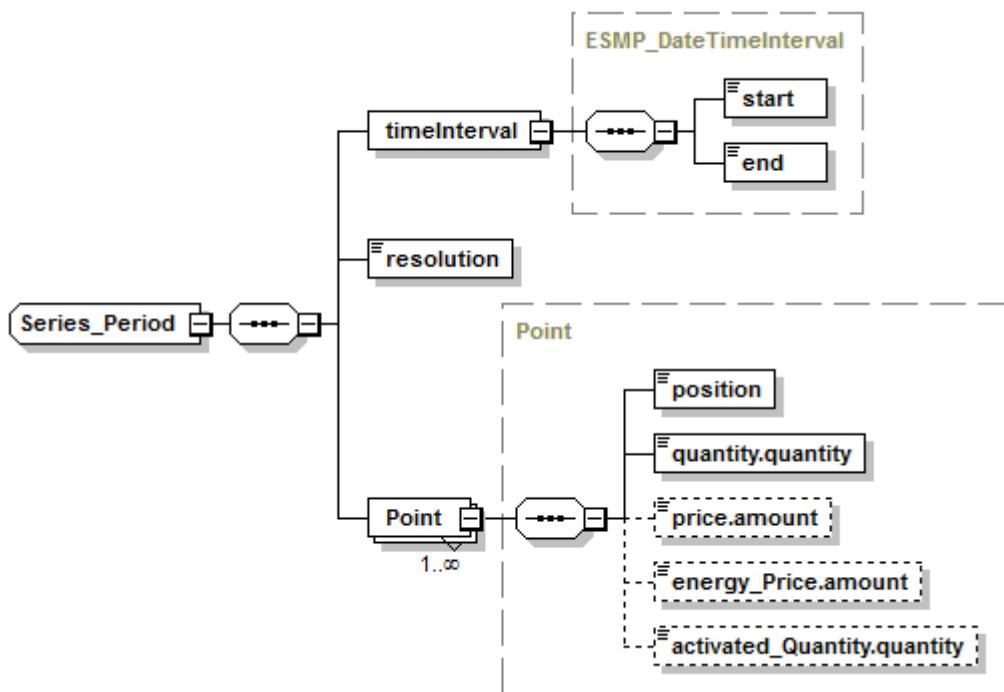 ESMP_DateTimeInterval
start
timeInterval
end
resolution
Series_Period
Point
position
quantity.quantity
price.amount
Point
1..∞
energy_Price.amount
activated_Quantity.quantity